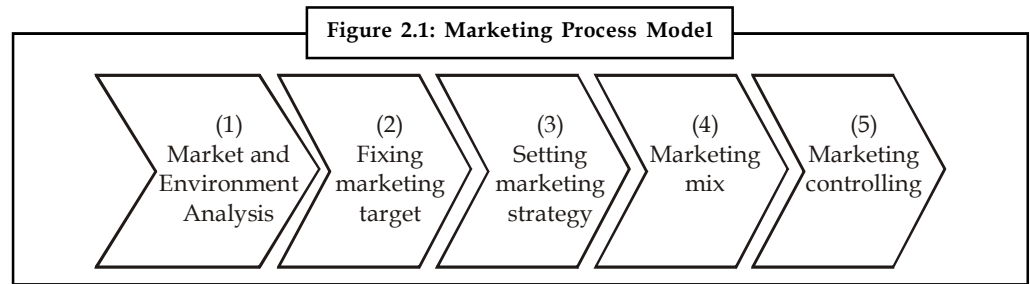 Figure 2.1: Marketing Process Model
(1)
Market and
Environment
Analysis
(2)
Fixing
marketing
target
(3)
Setting
marketing
strategy
(4)
Marketing
mix
(5)
Marketing
controlling